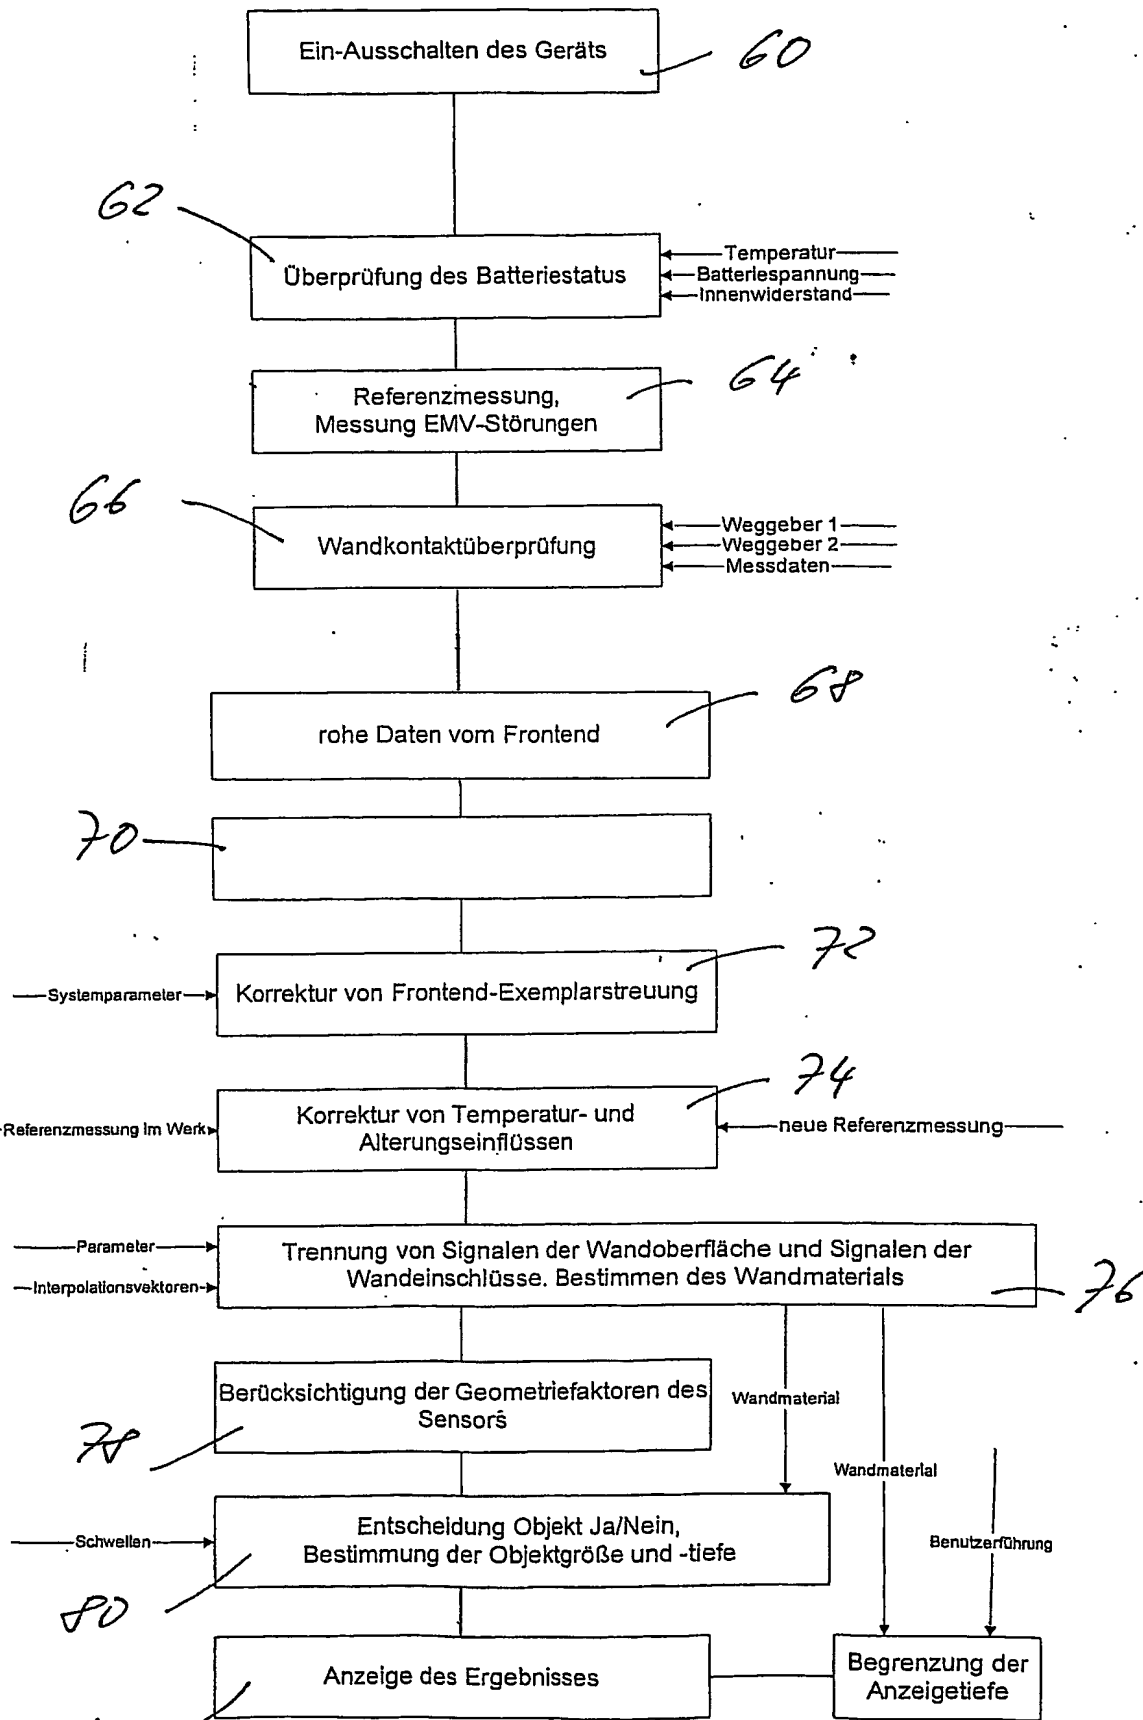 Ein-Ausschalten des Geräts
60
62
Überprüfung des Batteriestatus
Temperatur
Batteriespannung
Innenwiderstand
64
Referenzmessung,
Messung EMV-Störungen
66
Wandkontaktüberprüfung
Weggeber 1
Weggeber 2
Messdaten
68
rohe Daten vom Frontend
70
72
Systemparameter
Korrektur von Frontend-Exemplarstreuung
74
Referenzmessung im Werk
Korrektur von Temperatur- und
Alterungseinflüssen
neue Referenzmessung
Parameter
Interpolationsvektoren
Trennung von Signalen der Wandoberfläche und Signalen der
Wandeinschlüsse. Bestimmen des Wandmaterials
76
Berücksichtigung der Geometriefaktoren des
Sensors
78
Wandmaterial
Wandmaterial
Schwellen
Entscheidung Objekt Ja/Nein,
Bestimmung der Objektgröße und -tiefe
Benutzerführung
80
Anzeige des Ergebnisses
Begrenzung der
Anzeigetiefe